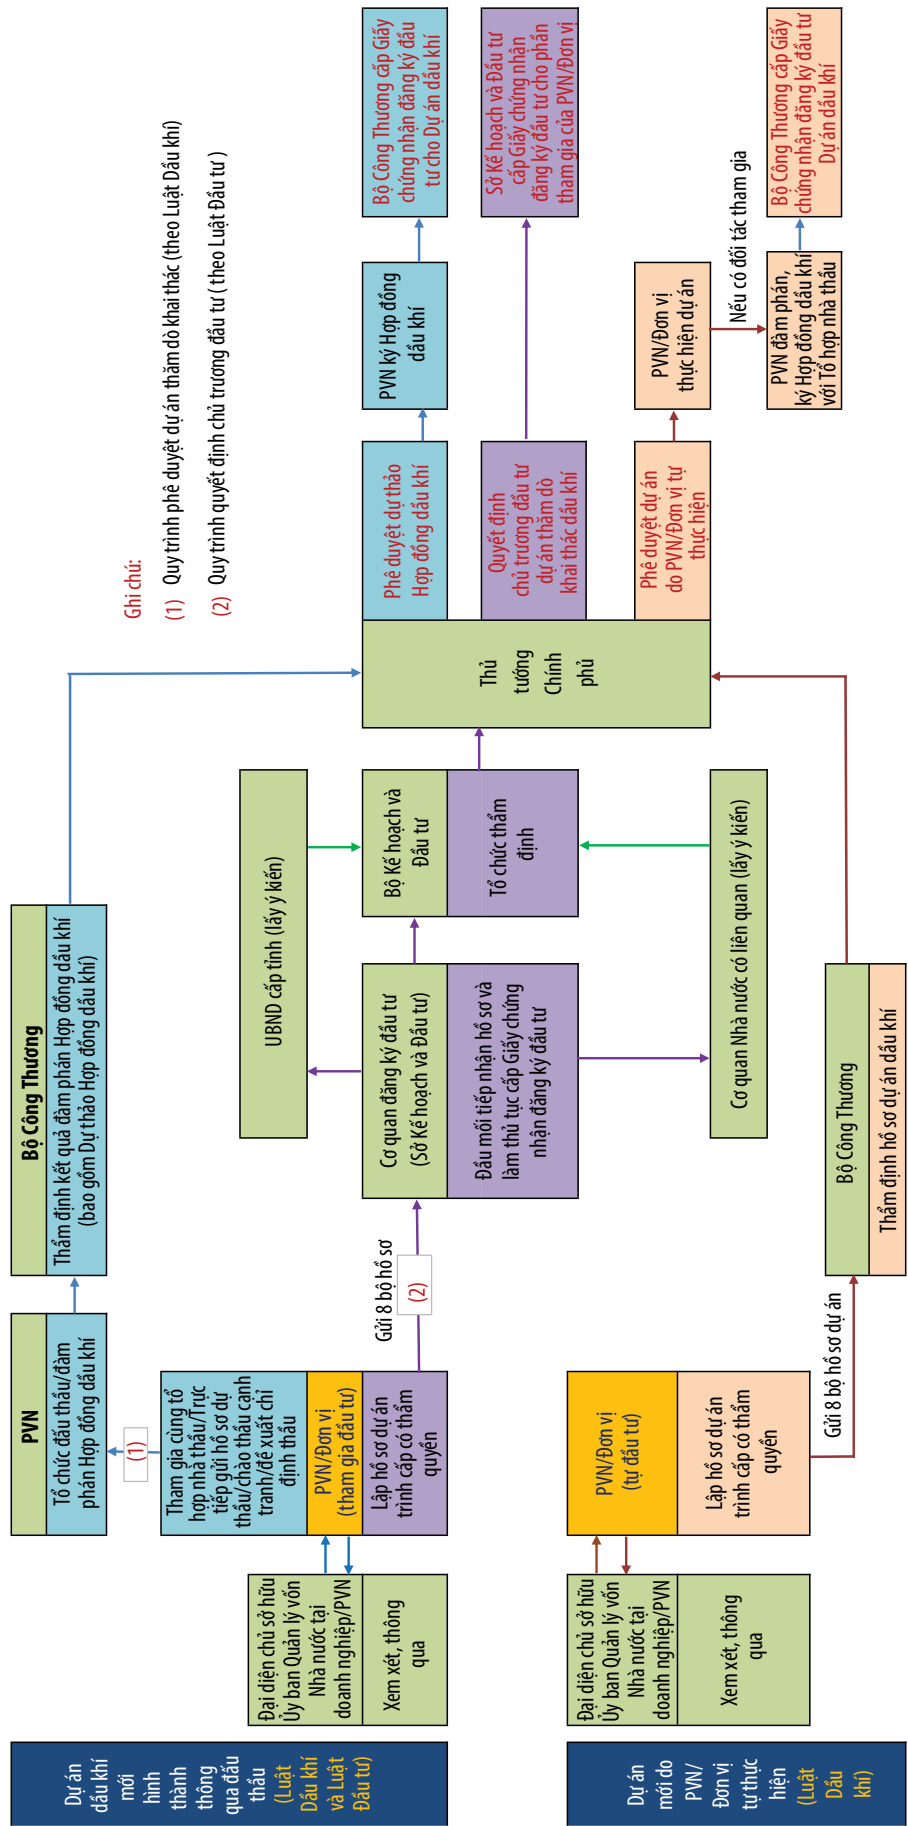 Dự án
dầu khí
mới
hình
thành
thông
qua đấu
thầu
(Luật
Dầu khí
và Luật
Đầu tư)
Đại diện chủ sở hữu
Ủy ban Quản lý vốn
Nhà nước tại
doanh nghiệp/PVN
Xem xét, thông
qua
PVN
Tổ chức đấu thầu/đàm
phán Hợp đồng dầu khí
(1)
Tham gia cùng tổ
hợp nhà thầu/Trực
tiếp gửi hồ sơ dự
thầu/chào thầu cạnh
tranh/đề xuất chỉ
định thầu
PVN/Đơn vị
(tham gia đầu tư)
Lập hồ sơ dự án
trình cấp có thẩm
quyền
Gửi 8 bộ hồ sơ
(2)
Bộ Công Thương
Thẩm định kết quả đàm phán Hợp đồng dầu khí
(bao gồm Dự thảo Hợp đồng dầu khí)
UBND cấp tỉnh (lấy ý kiến)
Cơ quan đăng ký đầu tư
(Sở Kế hoạch và Đầu tư)
Đầu mối tiếp nhận hồ sơ và
làm thủ tục cấp Giấy chứng
nhận đăng ký đầu tư
Bộ Kế hoạch và
Đầu tư
Tổ chức thẩm
định
Cơ quan Nhà nước có liên quan (lấy ý kiến)
Thủ
tướng
Chính
phủ
Ghi chú:
(1) Quy trình phê duyệt dự án thăm dò khai thác (theo Luật Dầu khí)
(2) Quy trình quyết định chủ trương đầu tư (theo Luật Đầu tư )
Phê duyệt dự thảo
Hợp đồng dầu khí
PVN ký Hợp đồng
dầu khí
Bộ Công Thương cấp Giấy
chứng nhận đăng ký đầu
tư cho Dự án dầu khí
Quyết định
chủ trương đầu tư
dự án thăm dò
khai thác dầu khí
Sở Kế hoạch và Đầu tư
cấp Giấy chứng nhận
đăng ký đầu tư cho phần
tham gia của PVN/Đơn vị
Phê duyệt dự án
do PVN/Đơn vị tự
thực hiện
PVN/Đơn vị
thực hiện dự án
Nếu có đối tác tham gia
PVN đàm phán,
ký Hợp đồng dầu khí
với Tổ hợp nhà thầu
Bộ Công Thương cấp Giấy
chứng nhận đăng ký đầu tư
Dự án dầu khí
Dự án
mới do
PVN/
Đơn vị
tự thực
hiện
(Luật
Dầu
khí)
Đại diện chủ sở hữu
Ủy ban Quản lý vốn
Nhà nước tại
doanh nghiệp/PVN
Xem xét, thông
qua
PVN/Đơn vị
(tự đầu tư)
Lập hồ sơ dự án
trình cấp có thẩm
quyền
Gửi 8 bộ hồ sơ dự án
Bộ Công Thương
Thẩm định hồ sơ dự án dầu khí